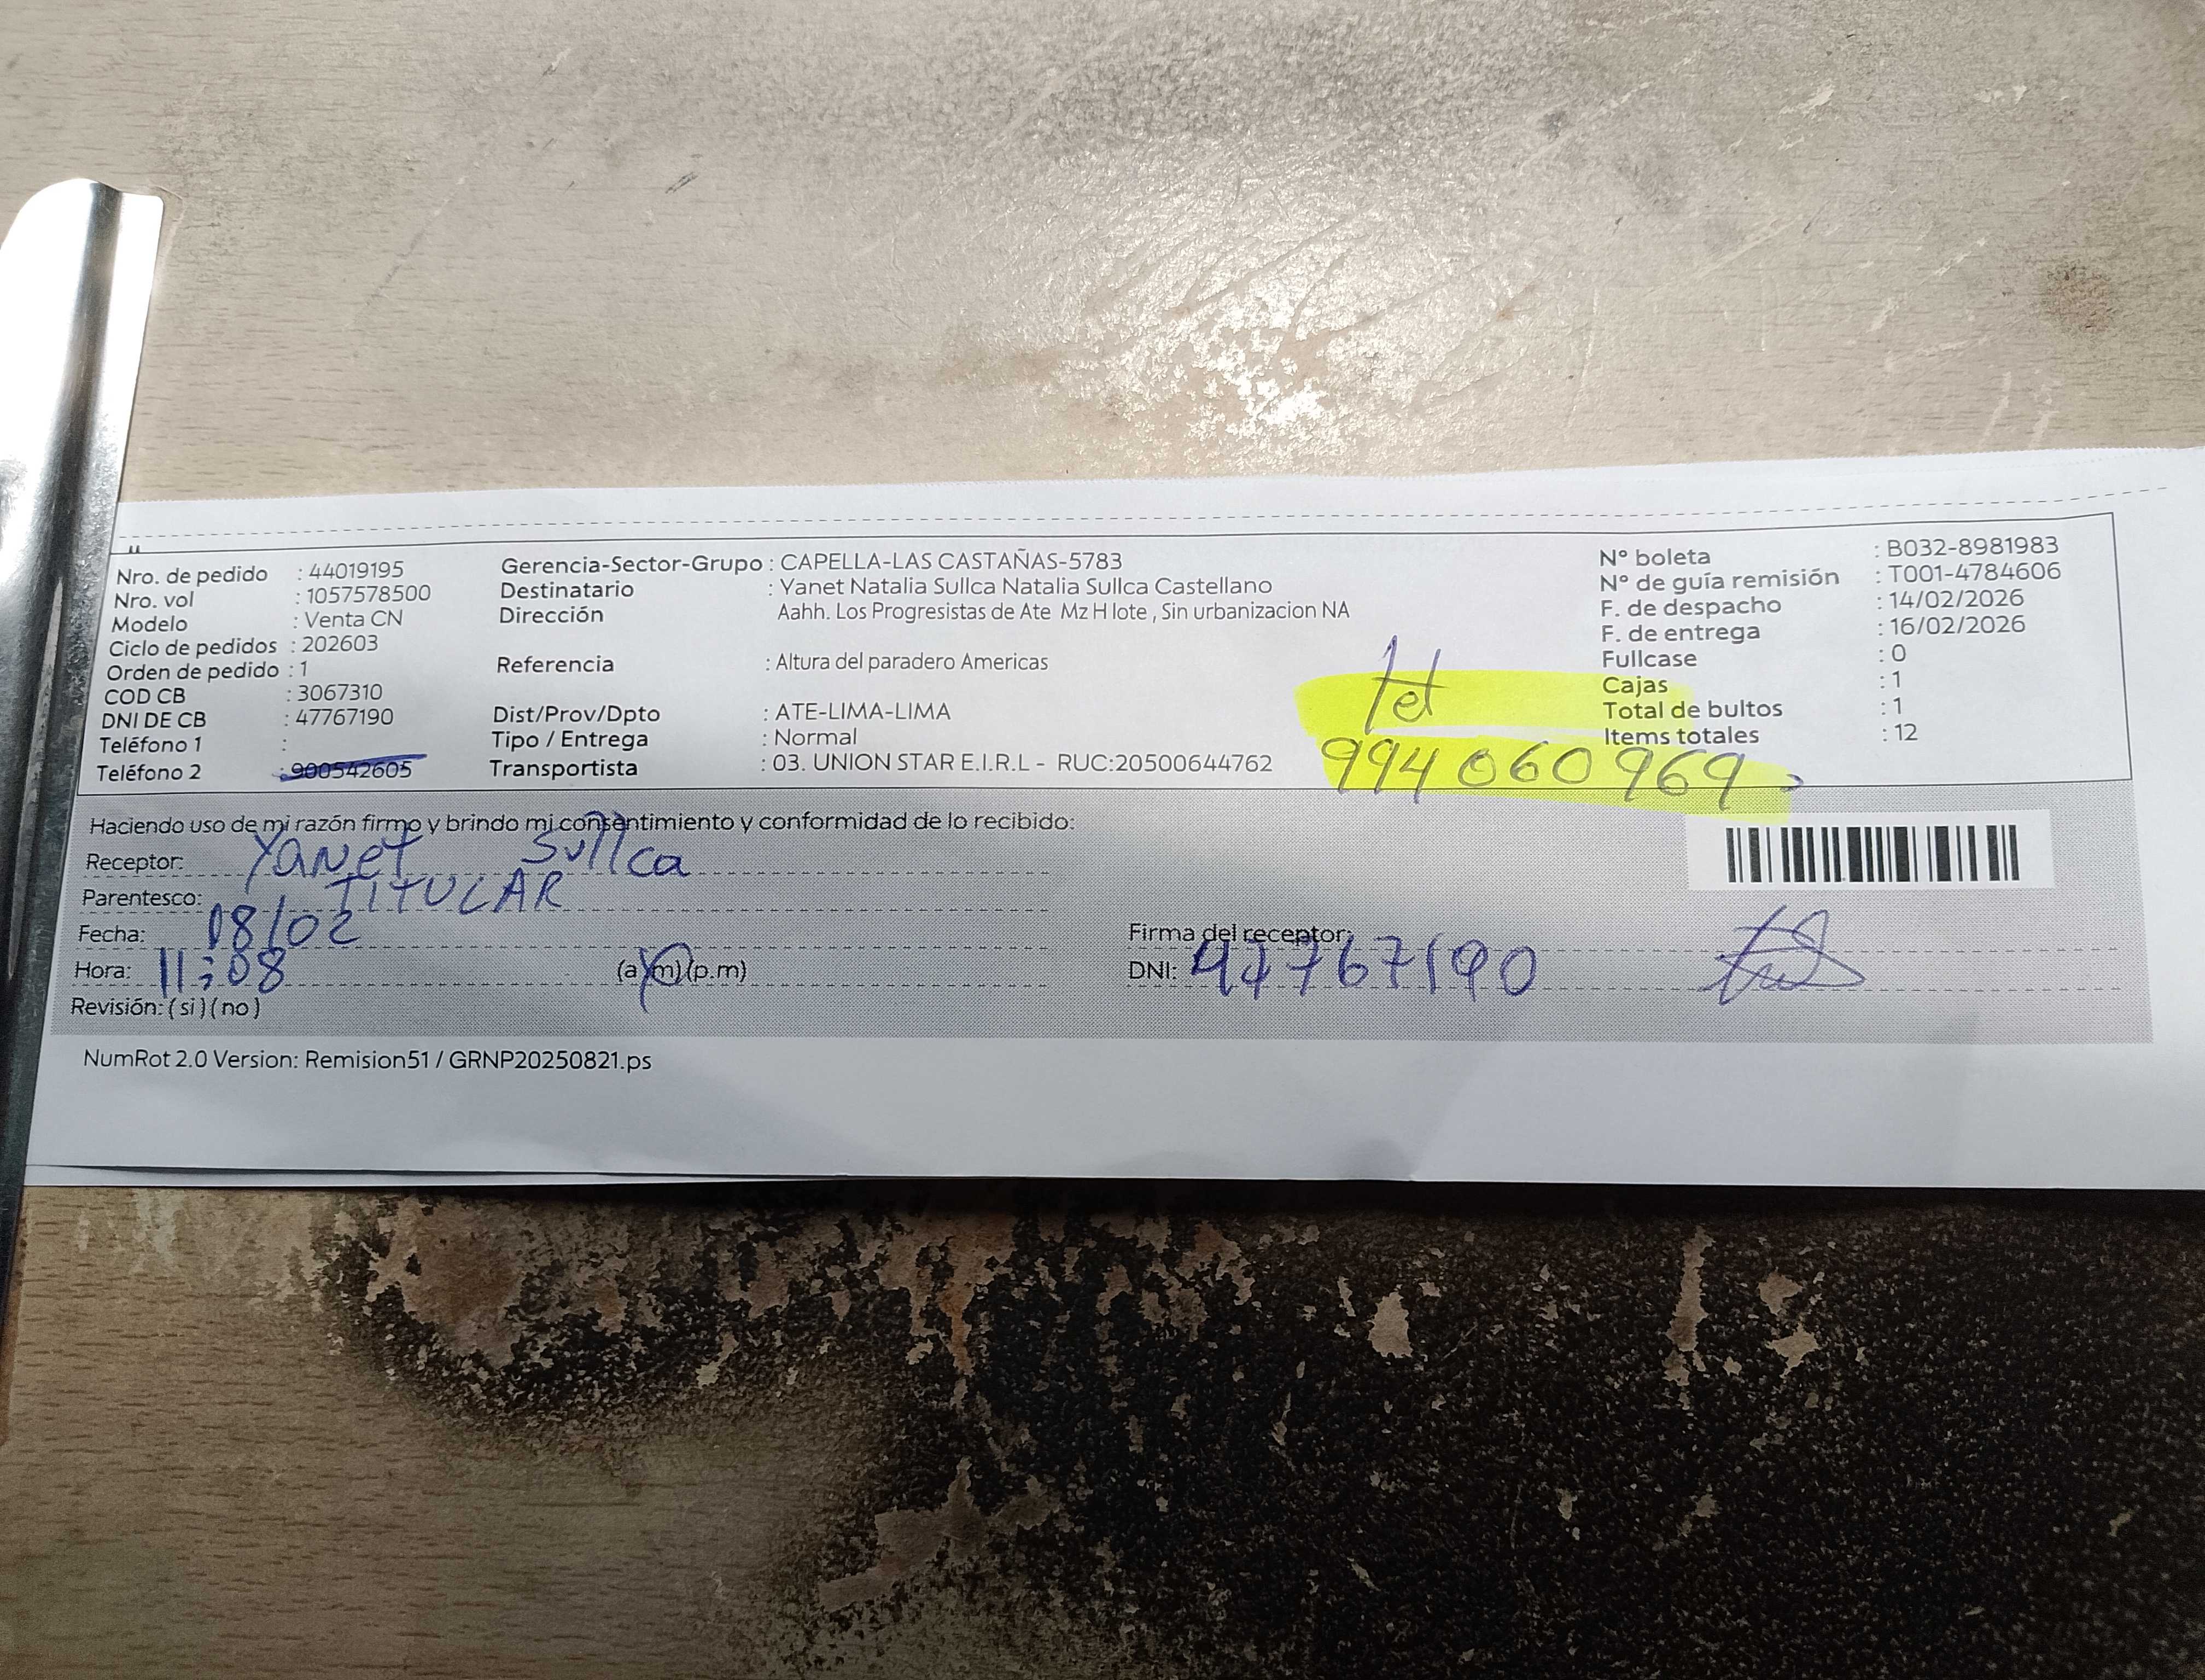 Nro. de pedido : 44019195
Nro. vol : 1057578500
Modelo : Venta CN
Ciclo de pedidos : 202603
Orden de pedido : 1
COD CB : 3067310
DNI DE CB : 47767190
Teléfono 1 :
Teléfono 2 : 900542605
Gerencia-Sector-Grupo : CAPELLA-LAS CASTAÑAS-5783
Destinatario : Yanet Natalia Sullca Natalia Sullca Castellano
Dirección Aahh. Los Progresistas de Ate Mz H lote , Sin urbanizacion NA
Referencia : Altura del paradero Americas
Dist/Prov/Dpto : ATE-LIMA-LIMA
Tipo / Entrega : Normal
Transportista : 03. UNION STAR E.I.R.L - RUC:20500644762
Tel
994060969
N° boleta : B032-8981983
N° de guía remisión : T001-4784606
F. de despacho : 14/02/2026
F. de entrega : 16/02/2026
Fullcase : 0
Cajas : 1
Total de bultos : 1
Items totales : 12
Haciendo uso de mi razón firmo y brindo mi consentimiento y conformidad de lo recibido:
Receptor: Yanet Sullca
Parentesco: TITULAR
Fecha: 18/02
Hora: 11:08 (a.m)(p.m)
Revisión: (si)(no)
Firma del receptor:
DNI: 47767190
NumRot 2.0 Version: Remision51 / GRNP20250821.ps